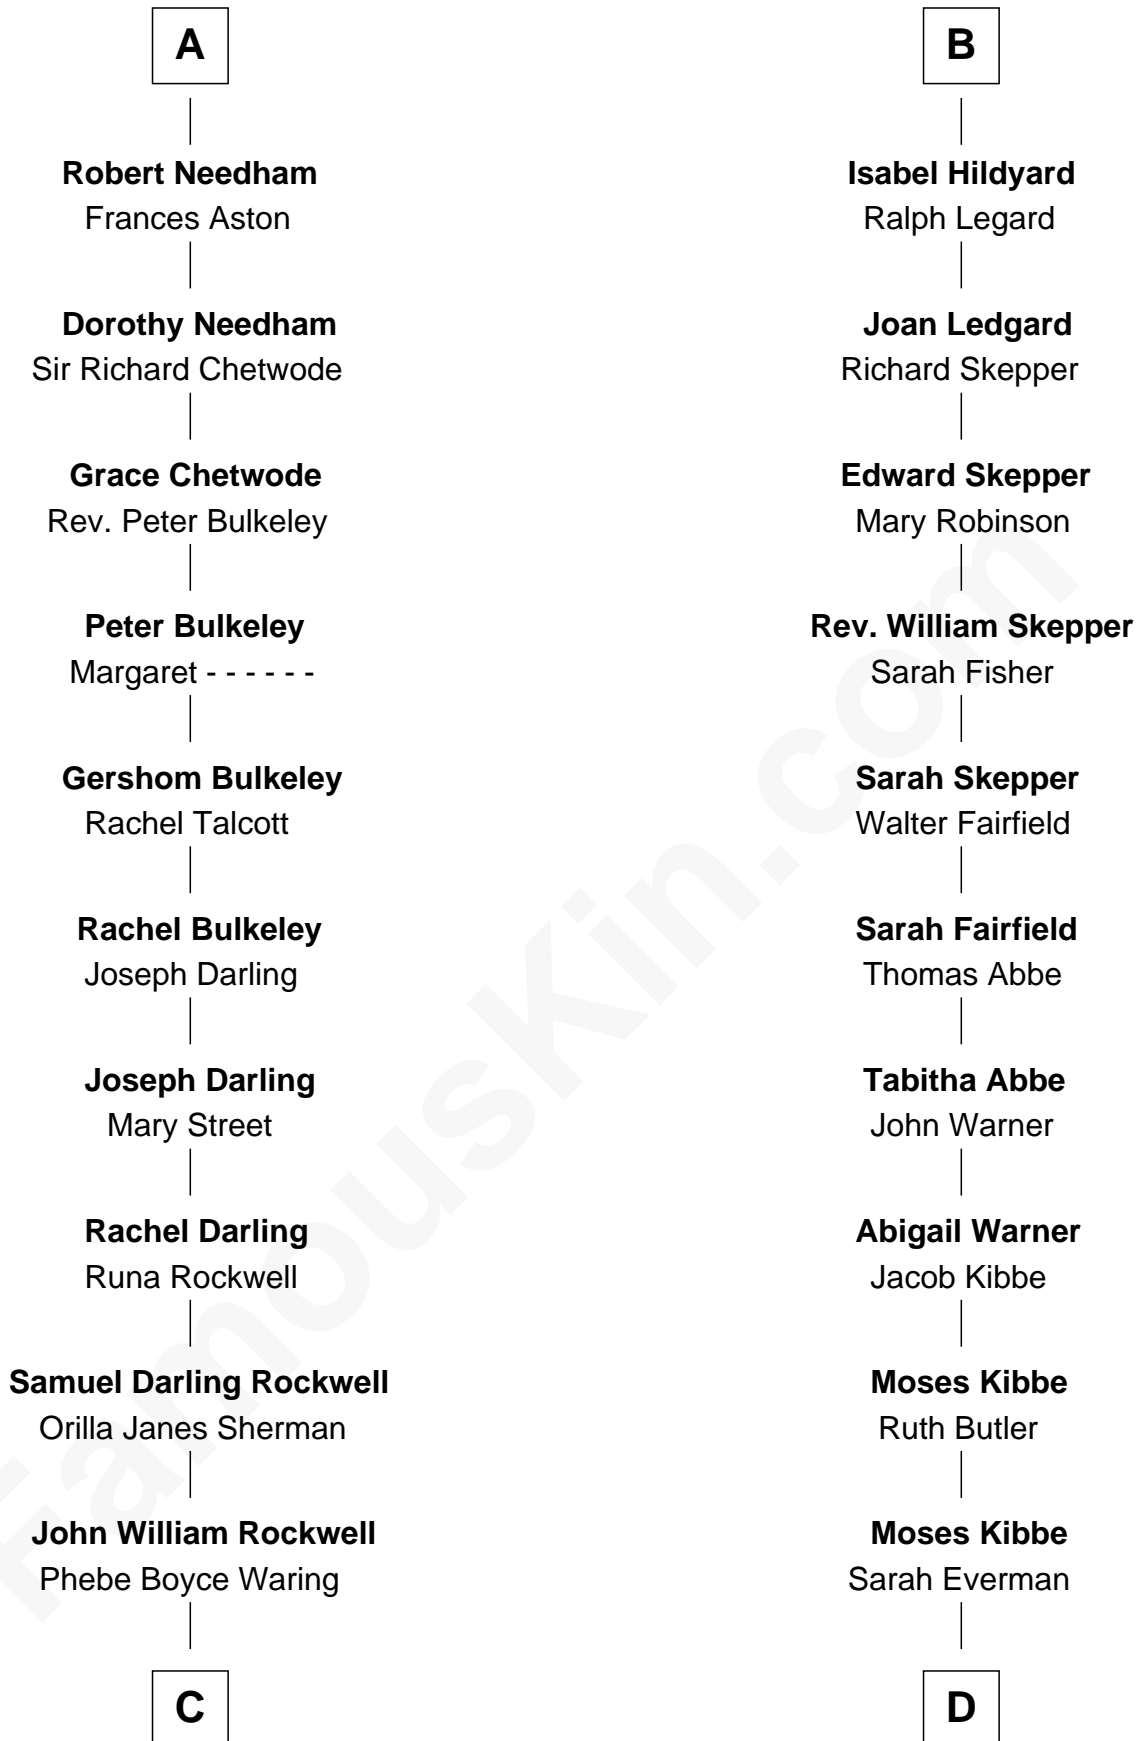 A
Robert Needham
Frances Aston
Dorothy Needham
Sir Richard Chetwode
Grace Chetwode
Rev. Peter Bulkeley
Peter Bulkeley
Margaret - - - - - -
Gershom Bulkeley
Rachel Talcott
Rachel Bulkeley
Joseph Darling
Joseph Darling
Mary Street
Rachel Darling
Runa Rockwell
Samuel Darling Rockwell
Orilla Janes Sherman
John William Rockwell
Phebe Boyce Waring
C
B
Isabel Hildyard
Ralph Legard
Joan Ledgard
Richard Skepper
Edward Skepper
Mary Robinson
Rev. William Skepper
Sarah Fisher
Sarah Skepper
Walter Fairfield
Sarah Fairfield
Thomas Abbe
Tabitha Abbe
John Warner
Abigail Warner
Jacob Kibbe
Moses Kibbe
Ruth Butler
Moses Kibbe
Sarah Everman
D
FamousKin.com